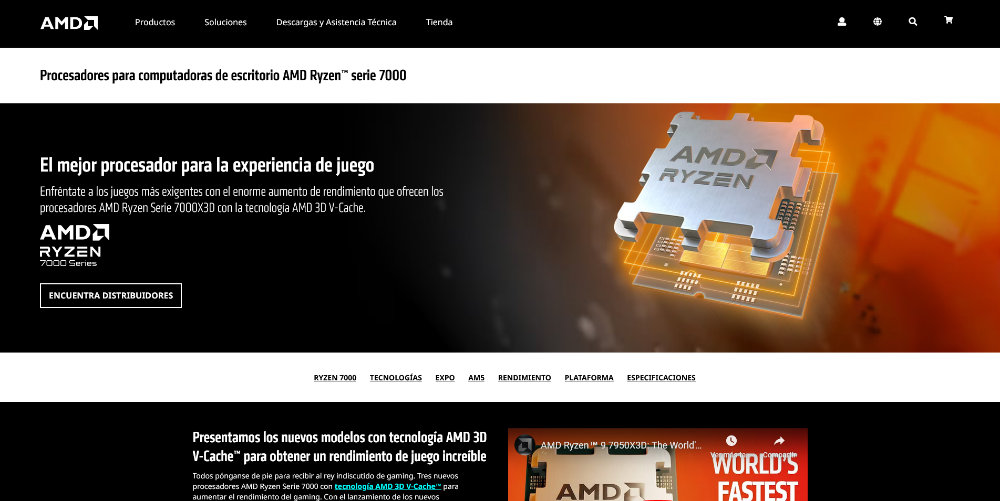 AMD
Productos
Soluciones
Descargas y Asistencia Técnica
Tienda
Procesadores para computadoras de escritorio AMD Ryzen™ serie 7000
El mejor procesador para la experiencia de juego
Enfréntate a los juegos más exigentes con el enorme aumento de rendimiento que ofrecen los
procesadores AMD Ryzen Serie 7000X3D con la tecnología AMD 3D V-Cache.
AMD
RYZEN
7000 Series
ENCUENTRA DISTRIBUIDORES
AMD
RYZEN
RYZEN 7000
TECNOLOGÍAS
EXPO
AM5
RENDIMIENTO
PLATAFORMA
ESPECIFICACIONES
Presentamos los nuevos modelos con tecnología AMD 3D
V-Cache™ para obtener un rendimiento de juego increíble
Todos pónganse de pie para recibir al rey indiscutido de gaming. Tres nuevos
procesadores AMD Ryzen Serie 7000 con tecnología AMD 3D V-Cache™ para
aumentar el rendimiento del gaming. Con el lanzamiento de los nuevos
AMD Ryzen™ 9 7950X3D: The World'...
Ver más ta...
Compartir
WORLD'S
FASTEST
AMD